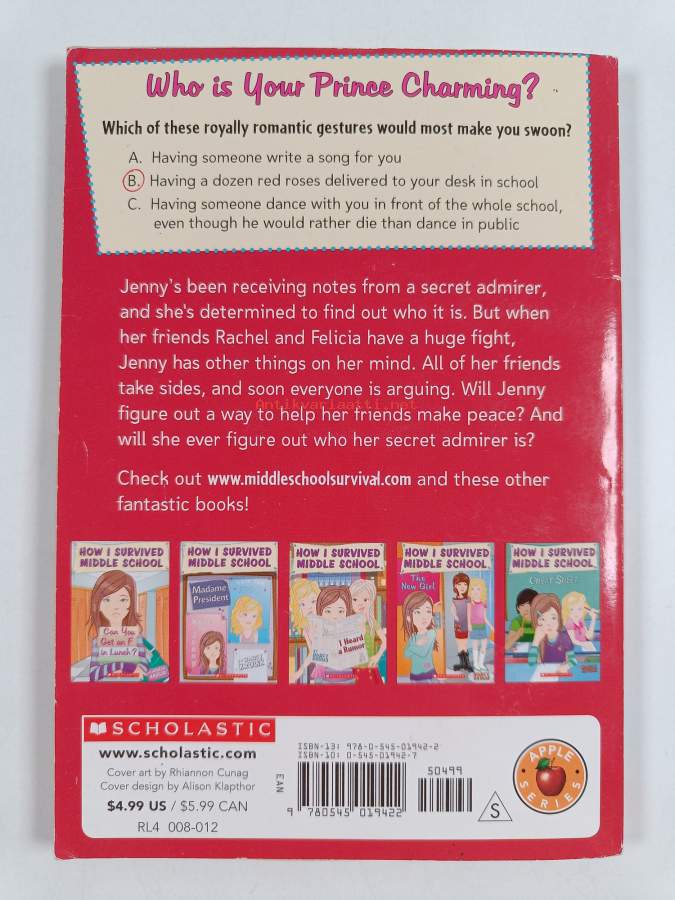 Who is Your Prince Charming?
Which of these royally romantic gestures would most make you swoon?
A. Having someone write a song for you
B. Having a dozen red roses delivered to your desk in school
C. Having someone dance with you in front of the whole school,
even though he would rather die than dance in public
Jenny's been receiving notes from a secret admirer,
and she's determined to find out who it is. But when
her friends Rachel and Felicia have a huge fight,
Jenny has other things on her mind. All of her friends
take sides, and soon everyone is arguing. Will Jenny
Antikvariaatti.net
figure out a way to help her friends make peace? And
will she ever figure out who her secret admirer is?
Check out www.middleschoolsurvival.com and these other
fantastic books!
HOW I SURVIVED
MIDDLE SCHOOL
Can You
Get an F
in Lunch?
HOW I SURVIVED
MIDDLE SCHOOL
Madame
President
HOW I SURVIVED
MIDDLE SCHOOL
I Heard
a Rumor
HOW I SURVIVED
MIDDLE SCHOOL
The
New Girl
HOW I SURVIVED
MIDDLE SCHOOL
Cheat Sheet
SCHOLASTIC
www.scholastic.com
Cover art by Rhiannon Cunag
Cover design by Alison Klapthor
$4.99 US / $5.99 CAN
RL4 008-012
ISBN-13: 978-0-545-01942-2
ISBN-10: 0-545-01942-7
50499
EAN
9 780545 019422
S
APPLE
SERIES